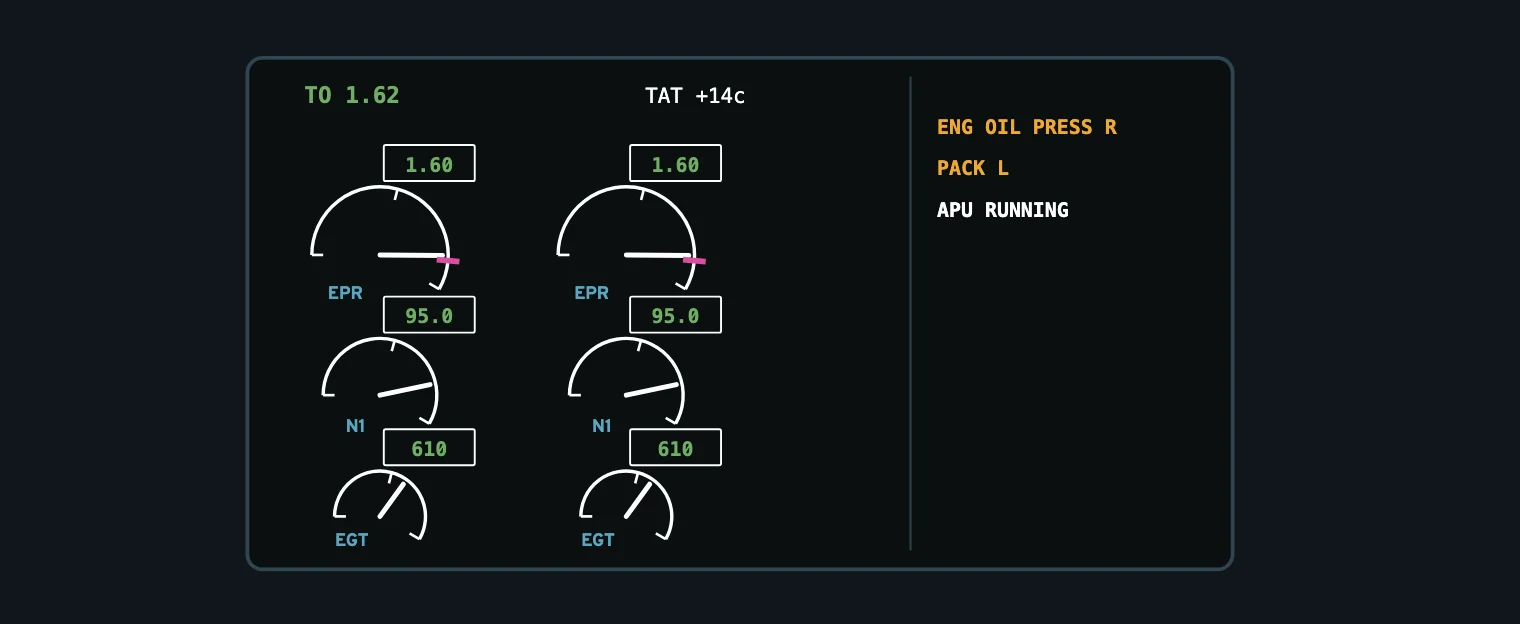 TO 1.62
TAT +14c
1.60
1.60
EPR
EPR
95.0
95.0
N1
N1
610
610
EGT
EGT
ENG OIL PRESS R
PACK L
APU RUNNING